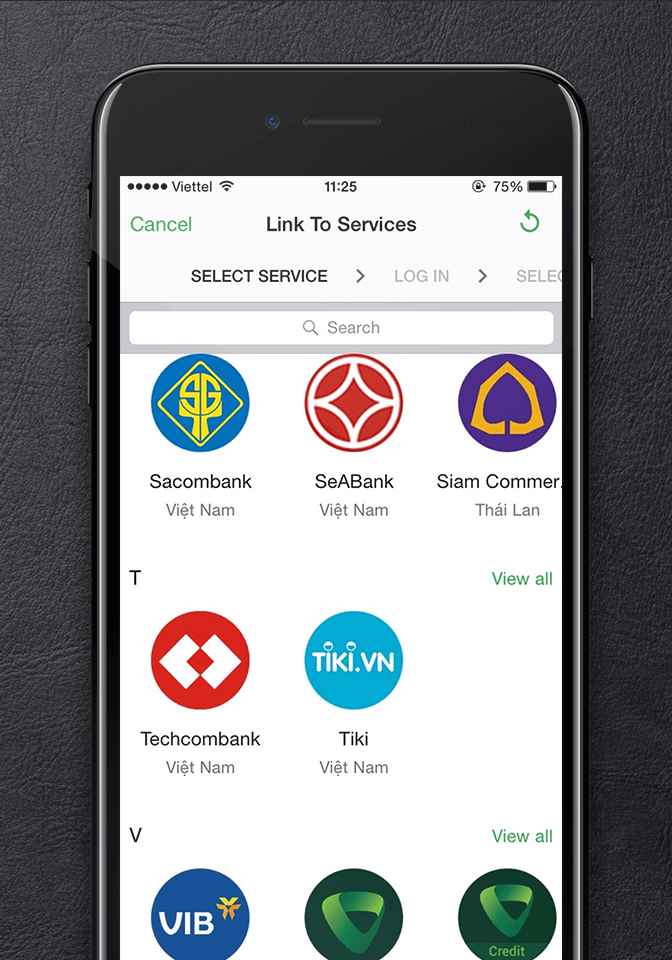 Viettel 11:25 75%
Cancel Link To Services
SELECT SERVICE LOG IN SELEC
Search
SGT
Sacombank SeABank Siam Commer.
Việt Nam Việt Nam Thái Lan
T View all
TIKI.VN
Techcombank Tiki
Việt Nam Việt Nam
V View all
VIB
Credit